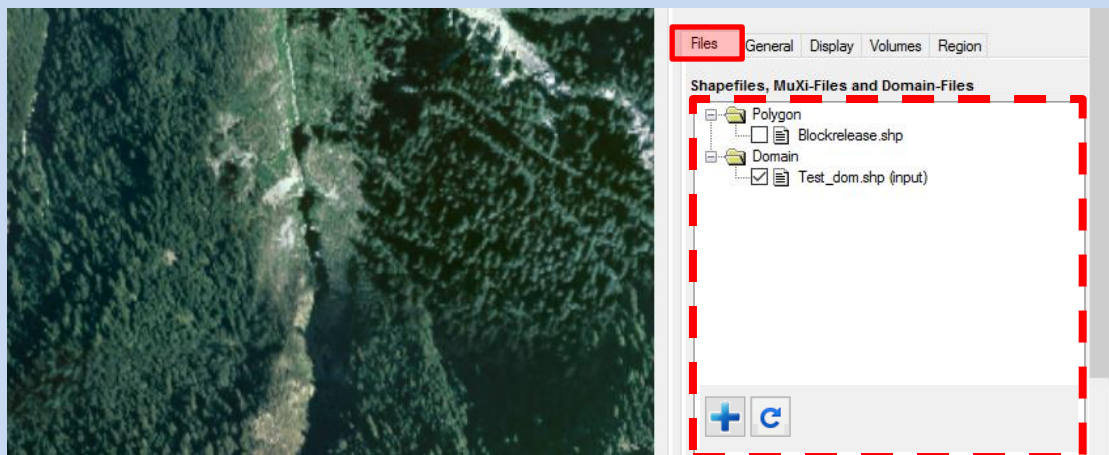 Files General Display Volumes Region
Shapefiles, MuXi-Files and Domain-Files
Polygon
Blockrelease.shp
Domain
Test_dom.shp (input)